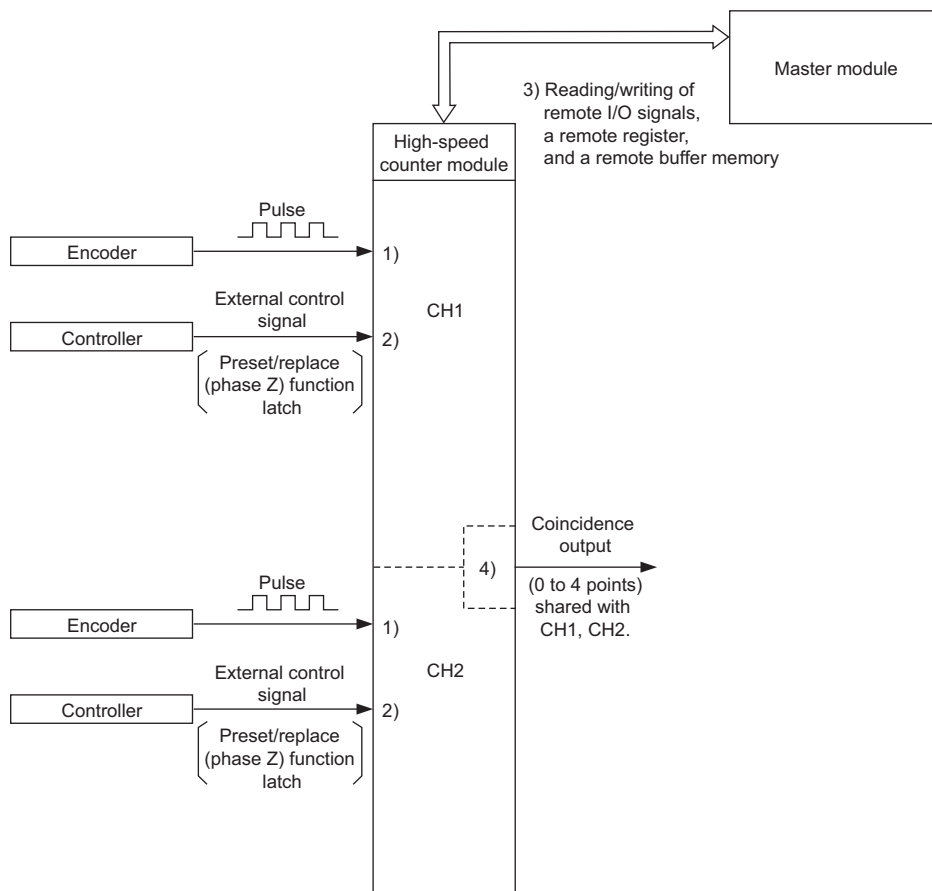 Master module
3) Reading/writing of
remote I/O signals,
a remote register,
and a remote buffer memory
High-speed
counter module
Pulse
Encoder
1)
External control
signal
CH1
Controller
2)
Preset/replace
(phase Z) function
latch
Coincidence
output
4)
(0 to 4 points)
shared with
CH1, CH2.
Pulse
Encoder
1)
External control
signal
CH2
Controller
2)
Preset/replace
(phase Z) function
latch